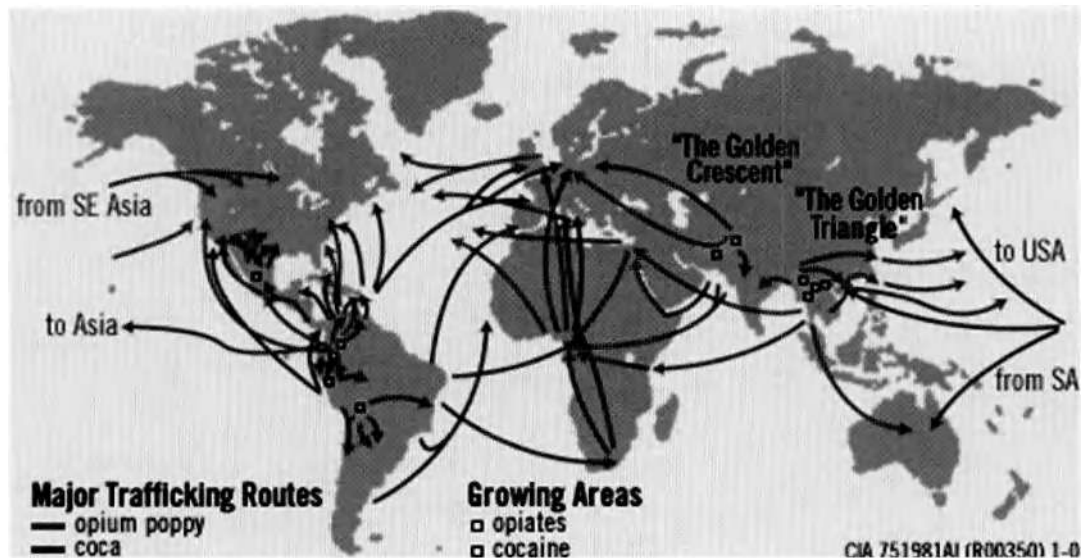 "The Golden
Crescent"
"The Golden
Triangle"
from SE Asia
to USA
to Asia
from SA
Major Trafficking Routes
opium poppy
coca
Growing Areas
opiates
cocaine
CIA 751981AI (R00350) 1-0